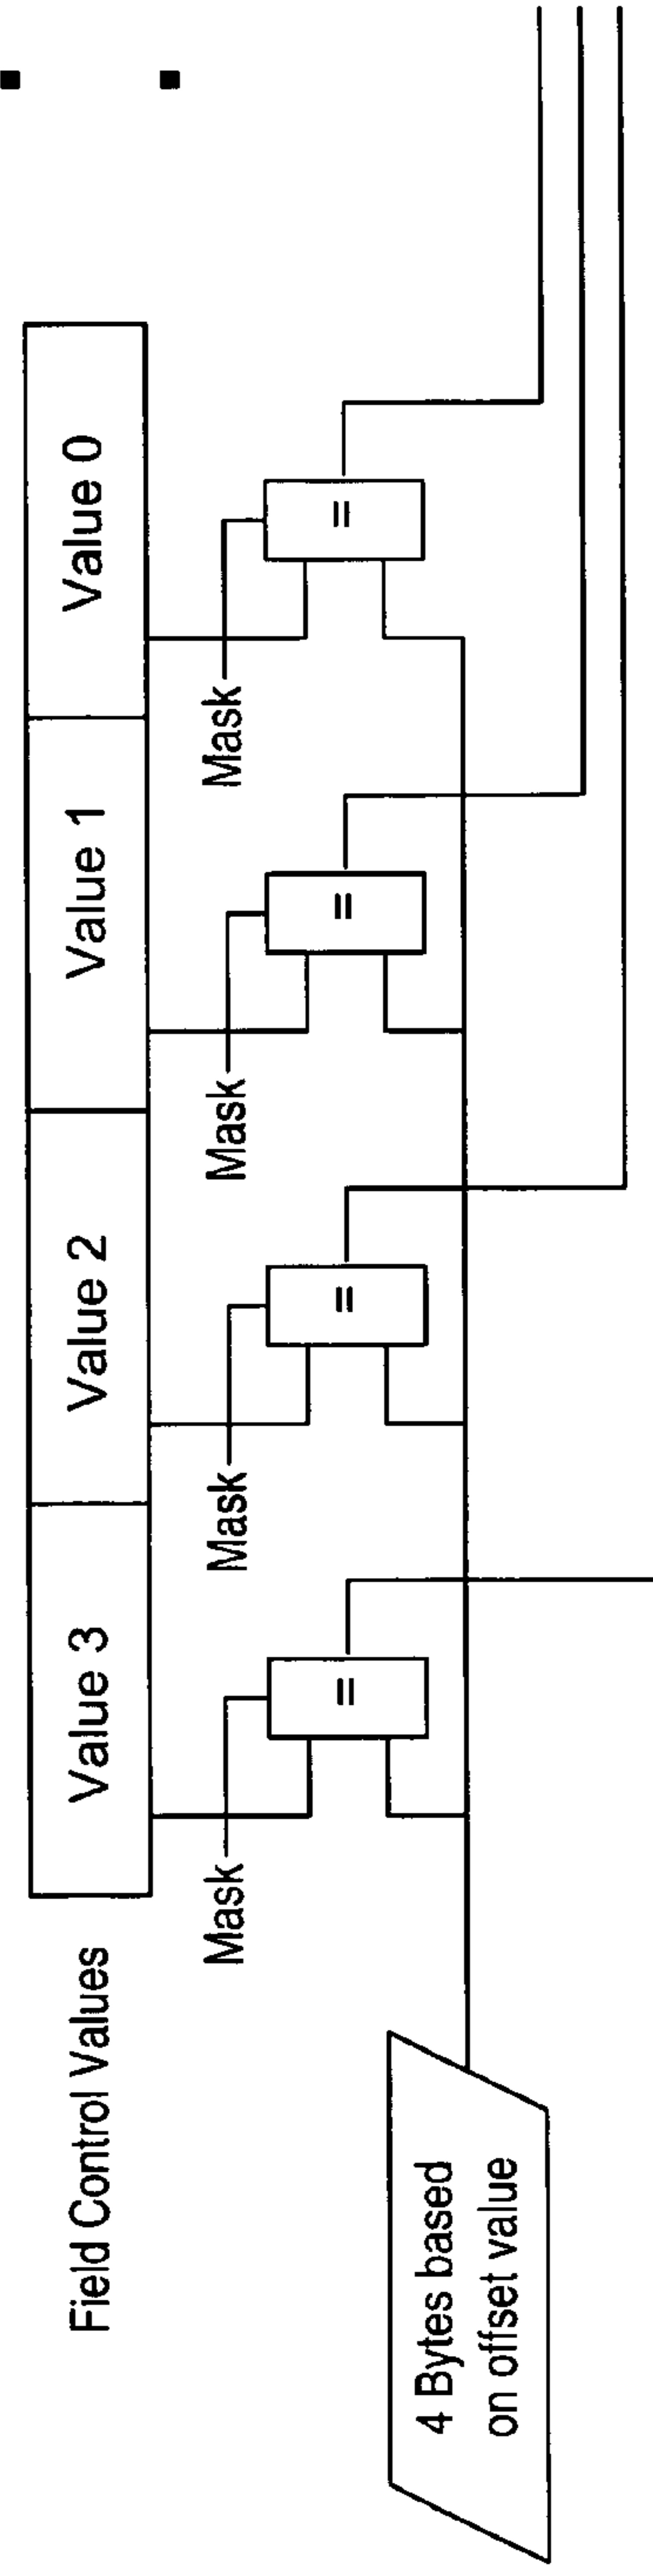 Field Control Values
Value 3
Value 2
Value 1
Value 0
Mask
Mask
Mask
Mask
=
=
=
=
4 Bytes based
on offset value